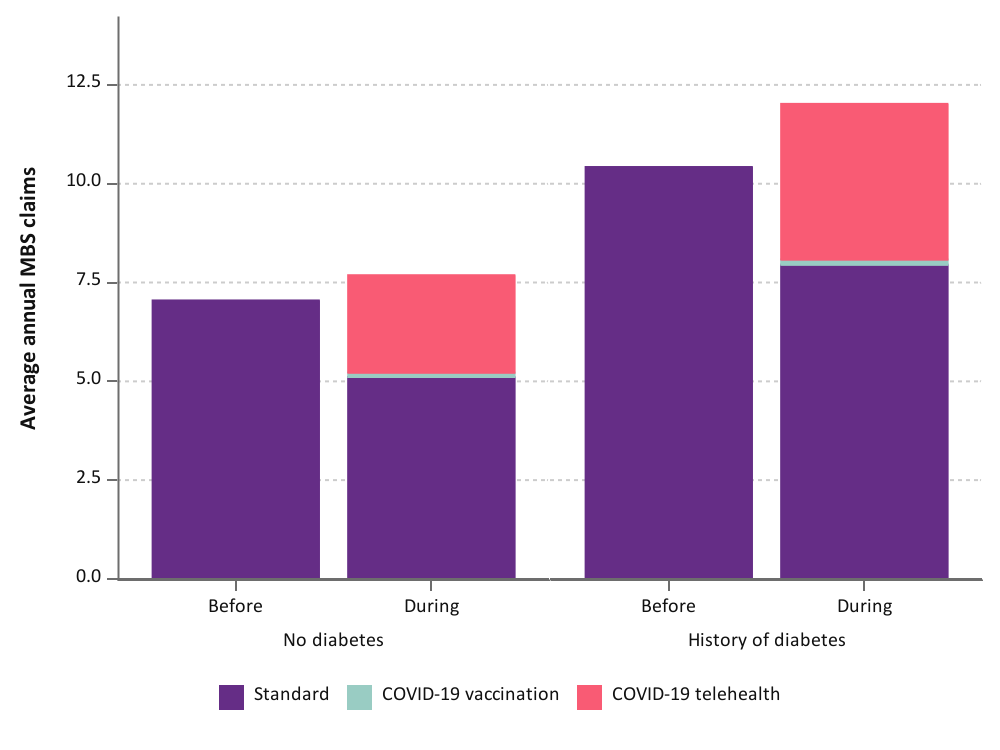 Average annual MBS claims
12.5
10.0
7.5
5.0
2.5
0.0
Before During Before During
No diabetes History of diabetes
Standard COVID-19 vaccination COVID-19 telehealth